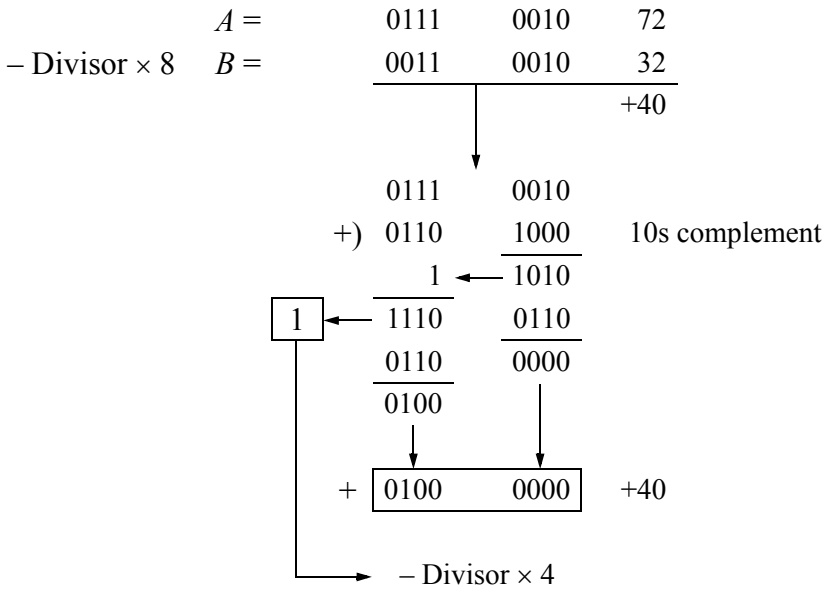 A = 0111 0010 72
– Divisor × 8 B = 0011 0010 32
+40
0111 0010
+) 0110 1000 10s complement
1 1010
1 1110 0110
0110 0000
0100
+ 0100 0000 +40
– Divisor × 4